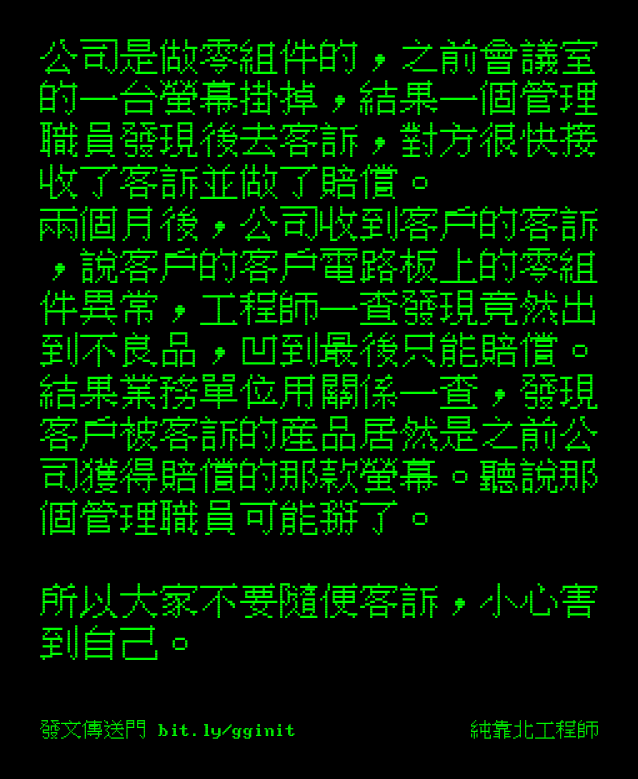 公司是做零組件的，之前會議室
的一台螢幕掛掉，結果一個管理
職員發現後去客訴，對方很快接
收了客訴並做了賠償。
兩個月後，公司收到客戶的客訴
，說客戶的客戶電路板上的零組
件異常，工程師一查發現竟然出
到不良品，凹到最後只能賠償。
結果業務單位用關係一查，發現
客戶被客訴的産品居然是之前公
司獲得賠償的那款螢幕。聽說那
個管理職員可能掰了。
所以大家不要隨便客訴，小心害
到自己。
發文傳送門 bit.ly/gginit
純靠北工程師